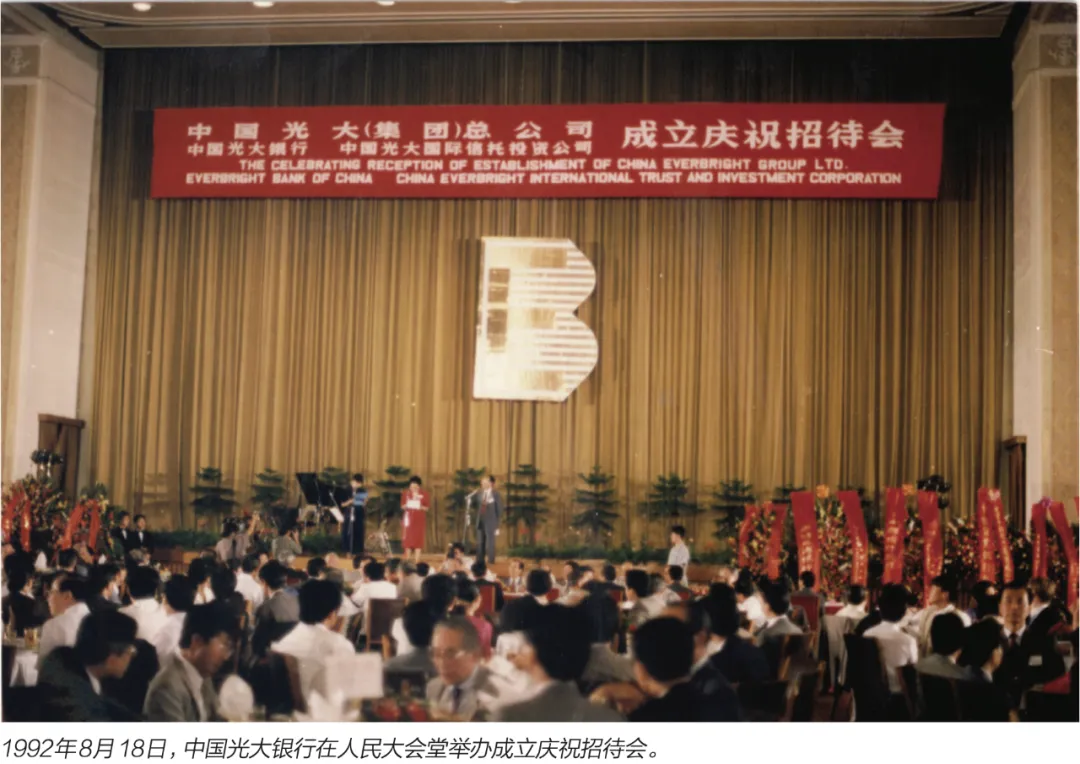 中国光大(集团)总公司
中国光大银行 中国光大国际信托投资公司
成立庆祝招待会
THE CELEBRATING RECEPTION OF ESTABLISHMENT OF CHINA EVERBRIGHT GROUP LTD.
EVERBRIGHT BANK OF CHINA CHINA EVERBRIGHT INTERNATIONAL TRUST AND INVESTMENT CORPORATION
1992年8月18日，中国光大银行在人民大会堂举办成立庆祝招待会。